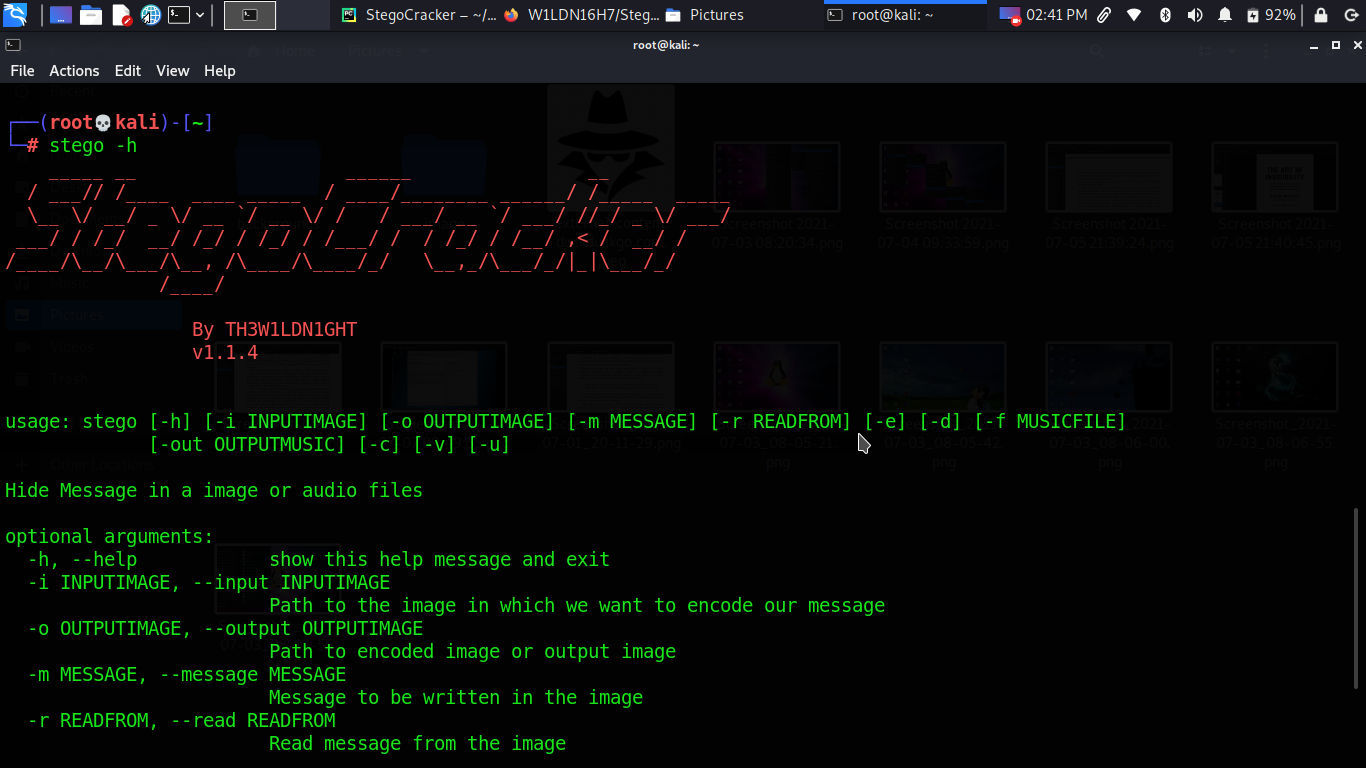 StegoCracker – ~/...
W1LDN16H7/Steg...
Pictures
root@kali: ~
02:41 PM
92%
root@kali: ~
File Actions Edit View Help
┌──(root💀kali)-[~]
└─# stego -h
StegoCracker
By TH3W1LDN1GHT
v1.1.4
usage: stego [-h] [-i INPUTIMAGE] [-o OUTPUTIMAGE] [-m MESSAGE] [-r READFROM] [-e] [-d] [-f MUSICFILE]
[-out OUTPUTMUSIC] [-c] [-v] [-u]
Hide Message in a image or audio files
optional arguments:
-h, --help show this help message and exit
-i INPUTIMAGE, --input INPUTIMAGE
Path to the image in which we want to encode our message
-o OUTPUTIMAGE, --output OUTPUTIMAGE
Path to encoded image or output image
-m MESSAGE, --message MESSAGE
Message to be written in the image
-r READFROM, --read READFROM
Read message from the image